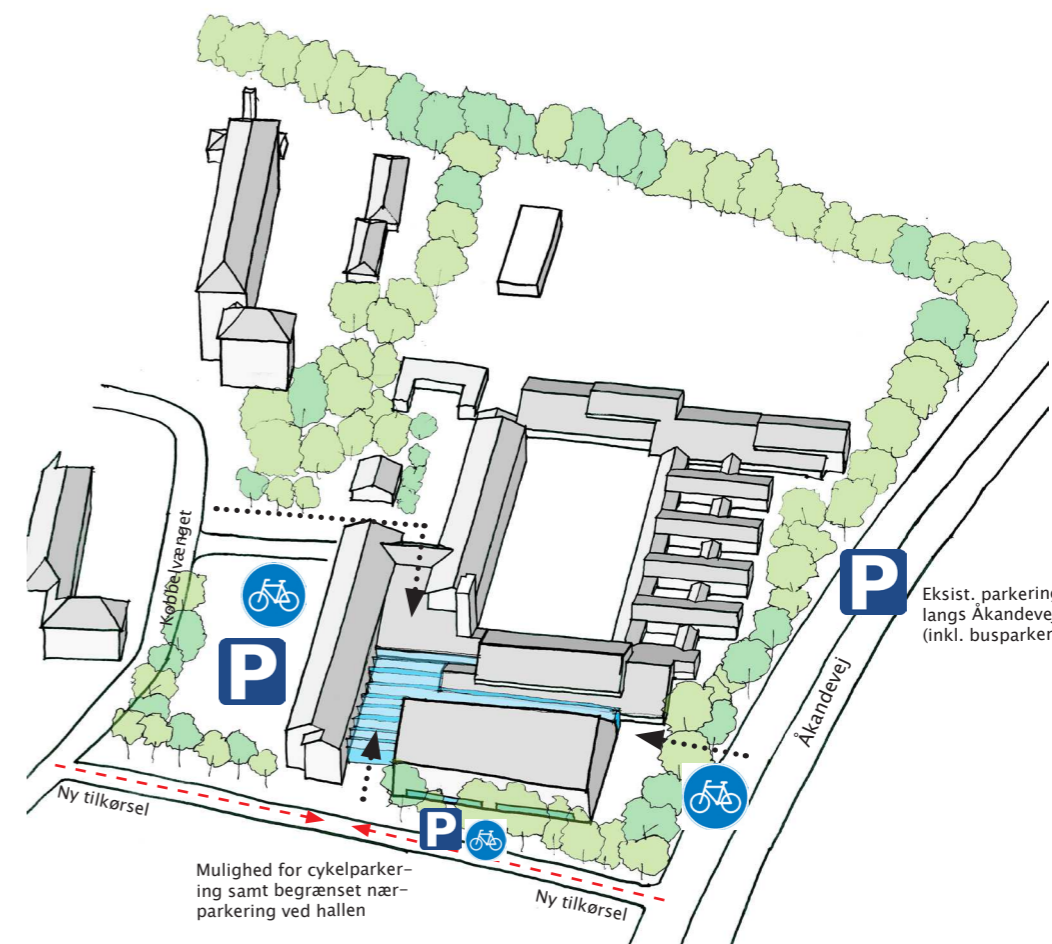 Kobbelvænget
P
P
Eksist. parkering
langs Åkandevej
(inkl. busparker
Åkandevej
Ny tilkørsel
P
Mulighed for cykelparker-
ing samt begrænset nær-
parkering ved hallen
Ny tilkørsel